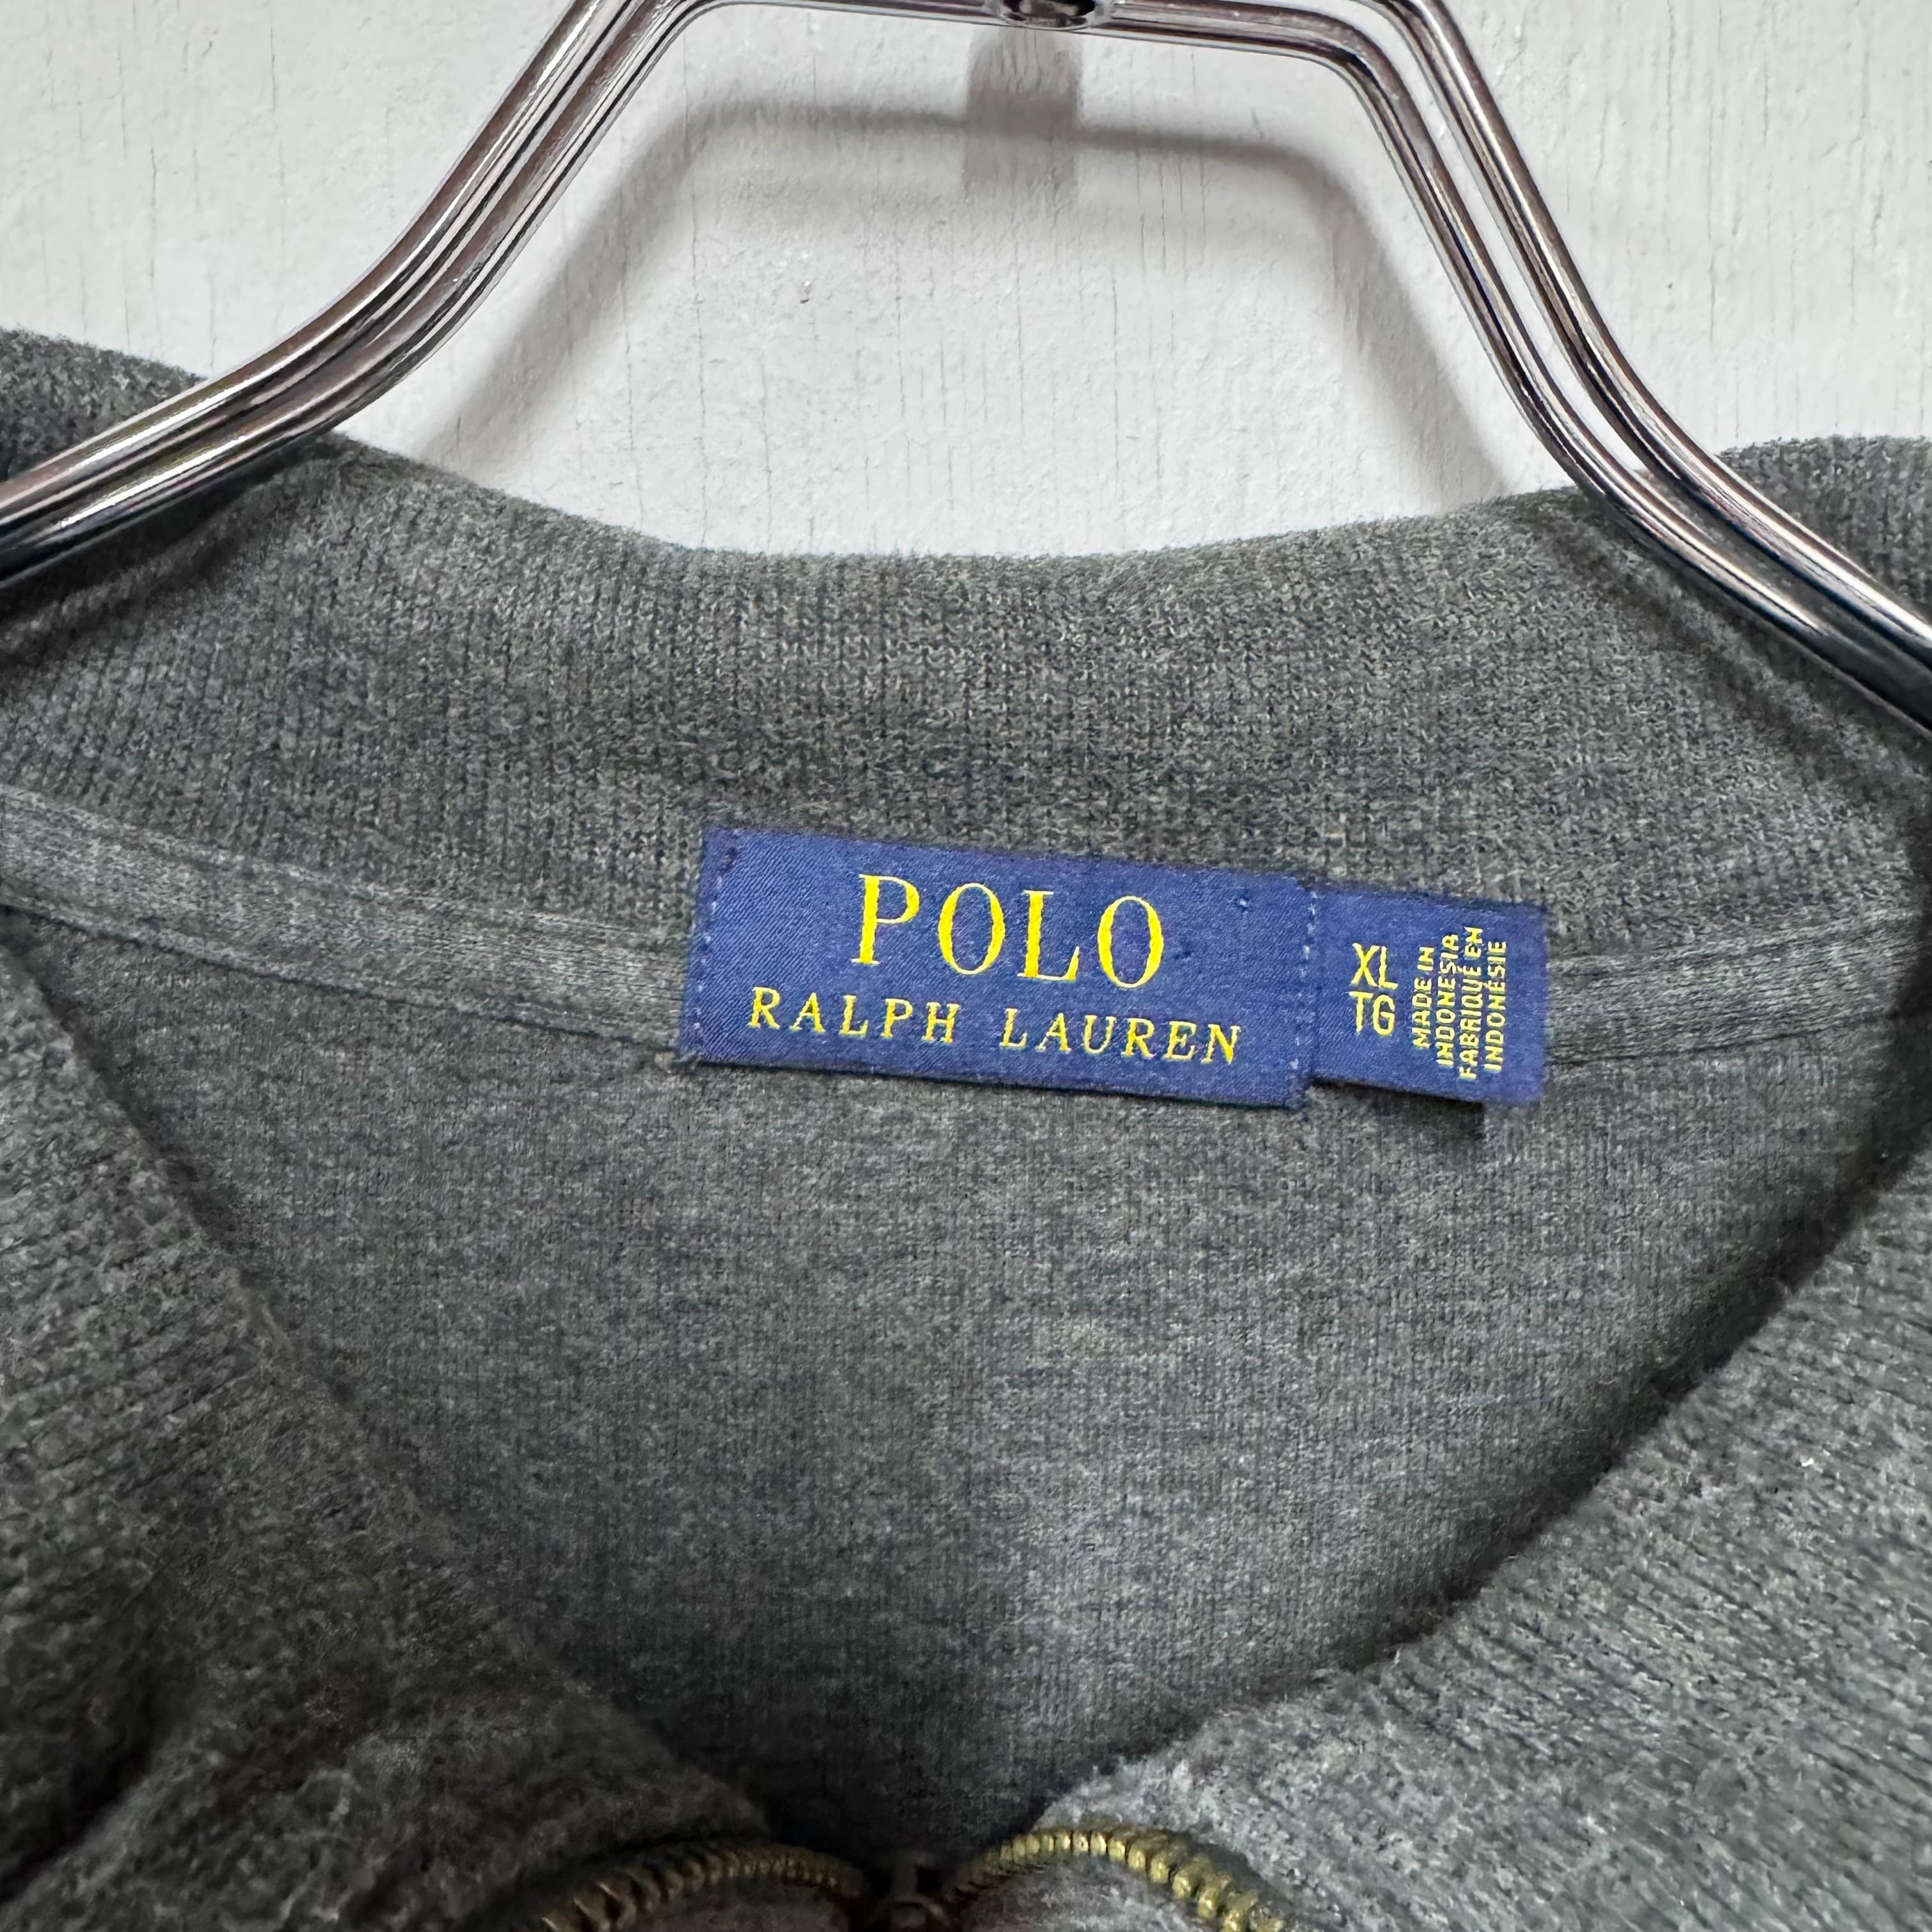 POLO
RALPH LAUREN
XL
TG
MADE IN
INDONESIA
FABRIQUÉ EN
INDONÉSIE